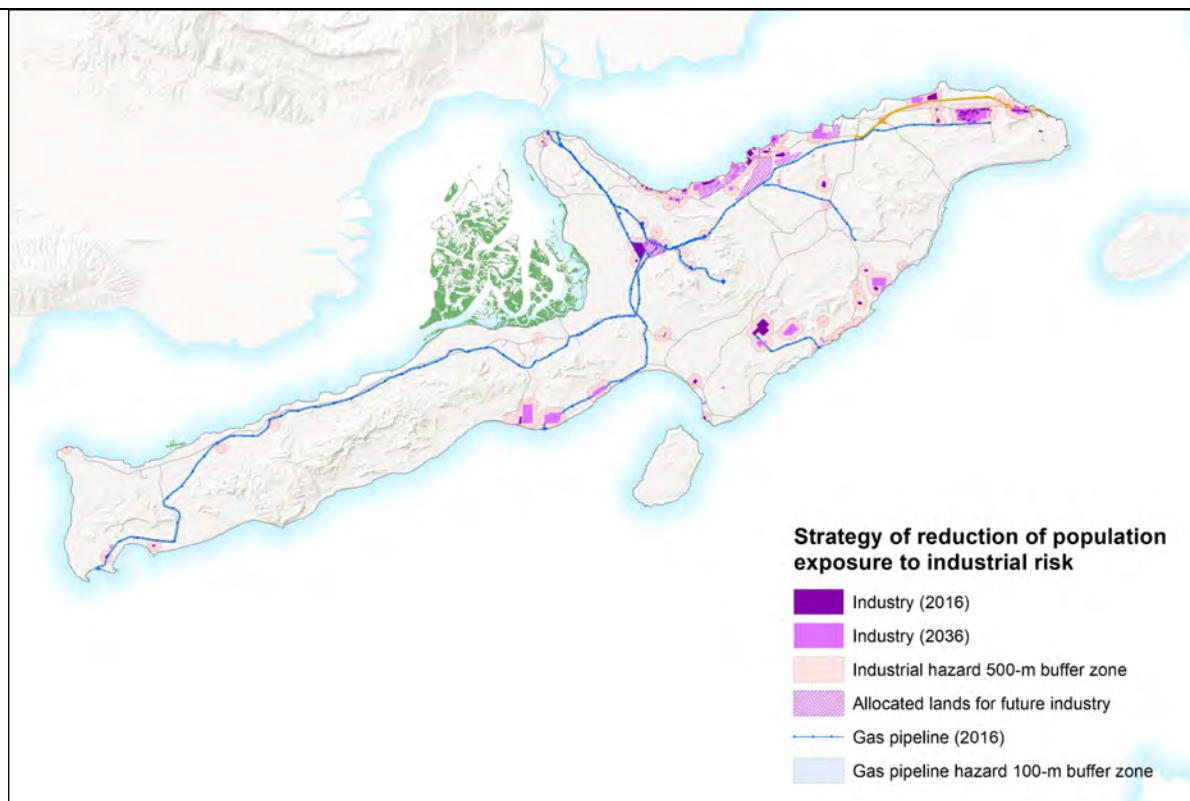 Strategy of reduction of population
exposure to industrial risk
Industry (2016)
Industry (2036)
Industrial hazard 500-m buffer zone
Allocated lands for future industry
Gas pipeline (2016)
Gas pipeline hazard 100-m buffer zone